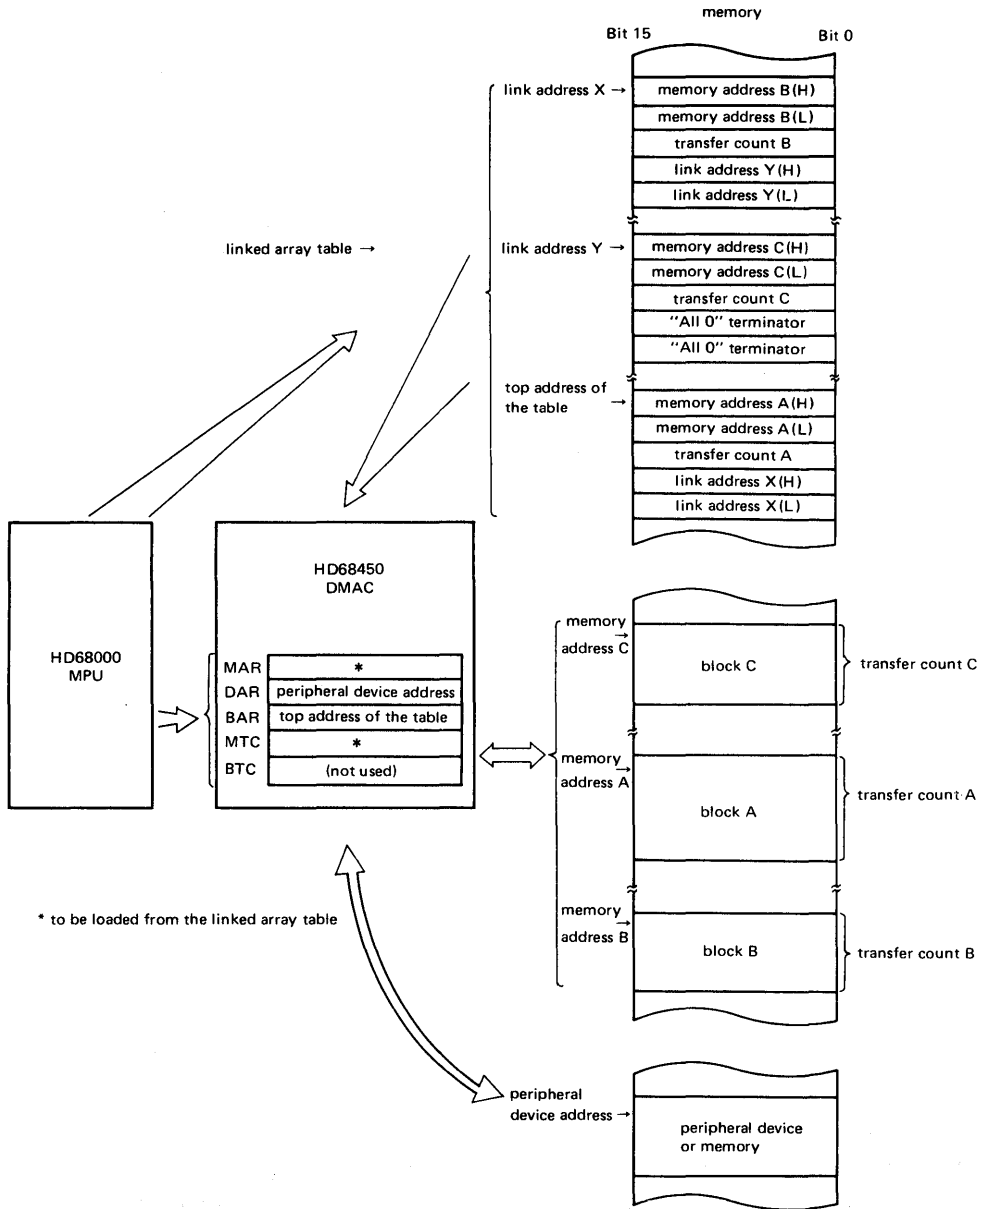 memory
Bit 15 Bit 0
link address X → memory address B(H)
memory address B(L)
transfer count B
link address Y(H)
link address Y(L)
linked array table →
link address Y → memory address C(H)
memory address C(L)
transfer count C
"All 0" terminator
"All 0" terminator
top address of
the table → memory address A(H)
memory address A(L)
transfer count A
link address X(H)
link address X(L)
HD68000
MPU
HD68450
DMAC
MAR *
DAR peripheral device address
BAR top address of the table
MTC *
BTC (not used)
memory
address C →
block C
transfer count C
memory
address A →
block A
transfer count A
memory
address B →
block B
transfer count B
* to be loaded from the linked array table
peripheral
device address →
peripheral device
or memory